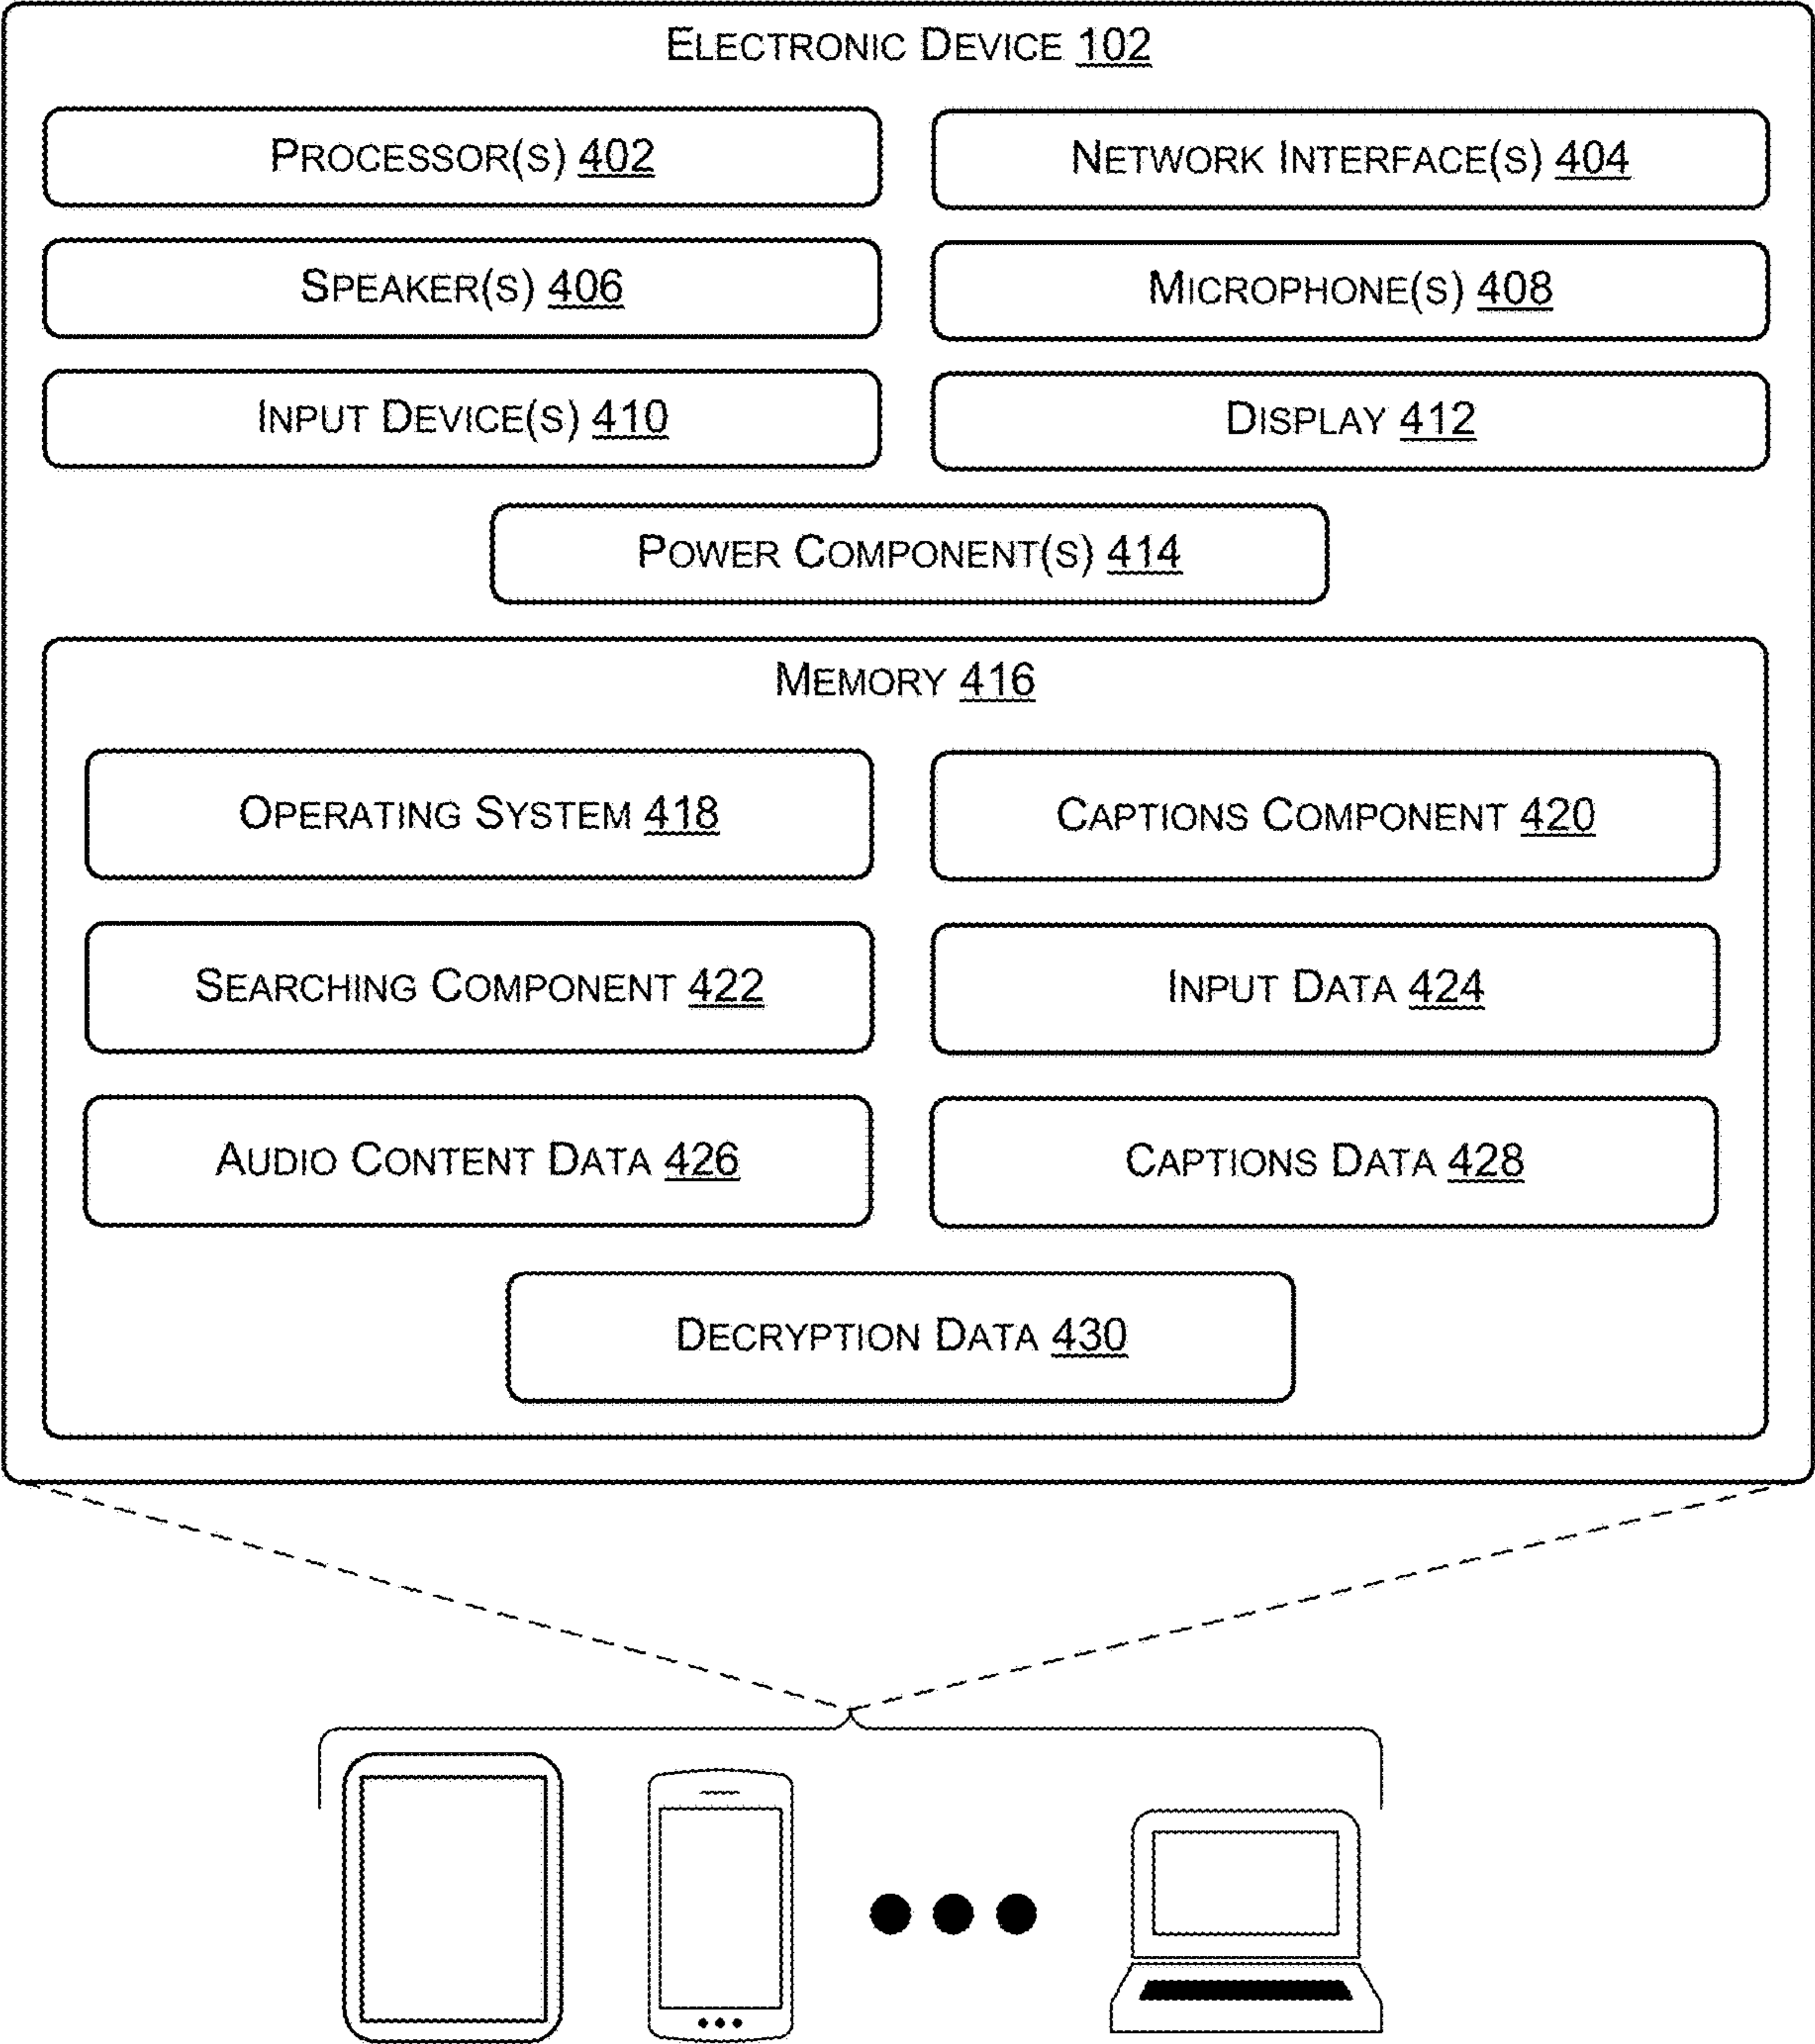 ELECTRONIC DEVICE 102
PROCESSOR(S) 402
NETWORK INTERFACE(S) 404
SPEAKER(S) 406
MICROPHONE(S) 408
INPUT DEVICE(S) 410
DISPLAY 412
POWER COMPONENT(S) 414
MEMORY 416
OPERATING SYSTEM 418
CAPTIONS COMPONENT 420
SEARCHING COMPONENT 422
INPUT DATA 424
AUDIO CONTENT DATA 426
CAPTIONS DATA 428
DECRYPTION DATA 430